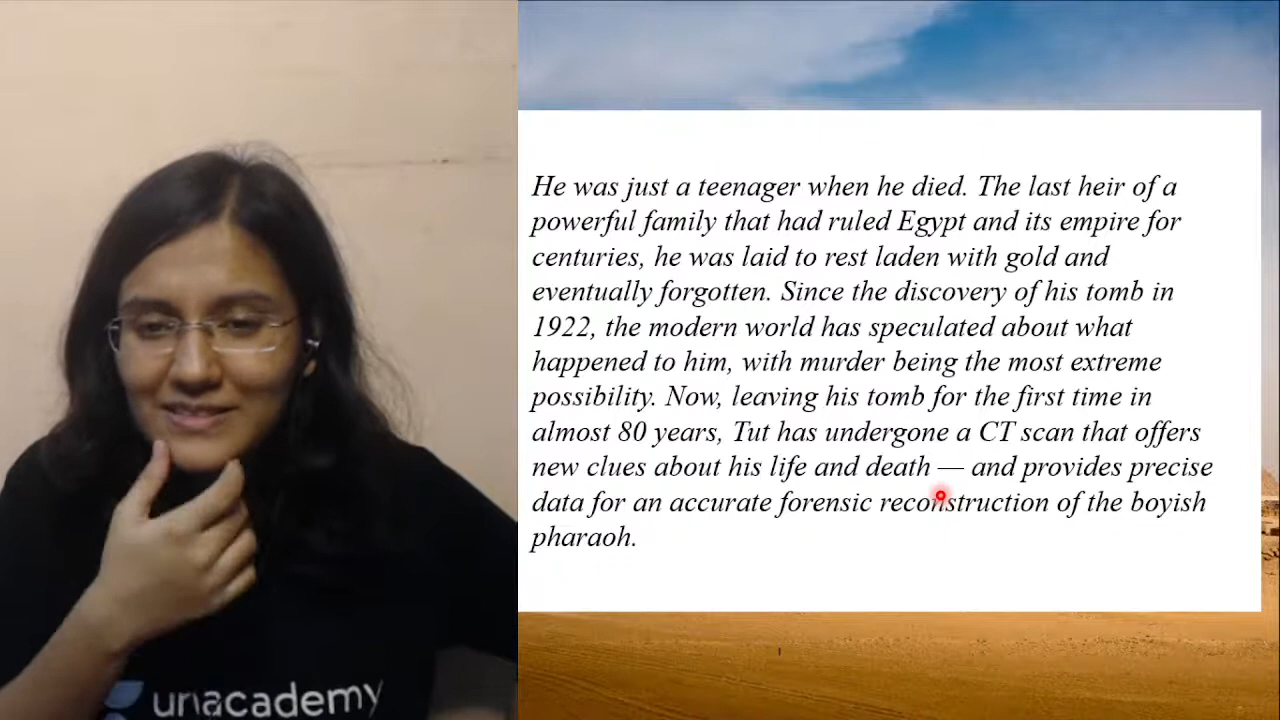 He was just a teenager when he died. The last heir of a
powerful family that had ruled Egypt and its empire for
centuries, he was laid to rest laden with gold and
eventually forgotten. Since the discovery of his tomb in
1922, the modern world has speculated about what
happened to him, with murder being the most extreme
possibility. Now, leaving his tomb for the first time in
almost 80 years, Tut has undergone a CT scan that offers
new clues about his life and death — and provides precise
data for an accurate forensic reconstruction of the boyish
pharaoh.
unacademy